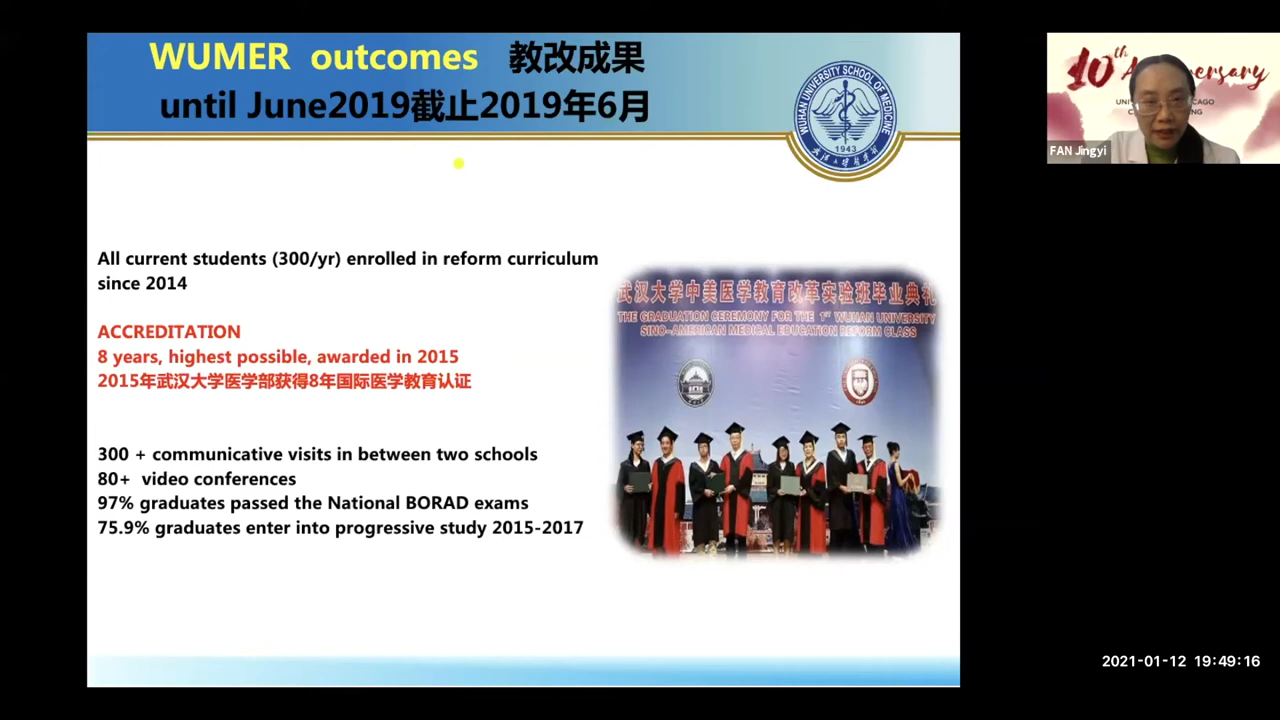 WUMER outcomes 教改成果
until June2019截止2019年6月
WUHAN UNIVERSITY SCHOOL OF MEDICINE
1943
All current students (300/yr) enrolled in reform curriculum
since 2014
ACCREDITATION
8 years, highest possible, awarded in 2015
2015年武汉大学医学部获得8年国际医学教育认证
300 + communicative visits in between two schools
80+ video conferences
97% graduates passed the National BORAD exams
75.9% graduates enter into progressive study 2015-2017
武汉大学中美医学教育改革实验班毕业典礼
THE GRADUATION CEREMONY FOR THE 1ST WUHAN UNIVERSITY
SINO-AMERICAN MEDICAL EDUCATION REFORM CLASS
10th
FAN Jingyi
2021-01-12 19:49:16